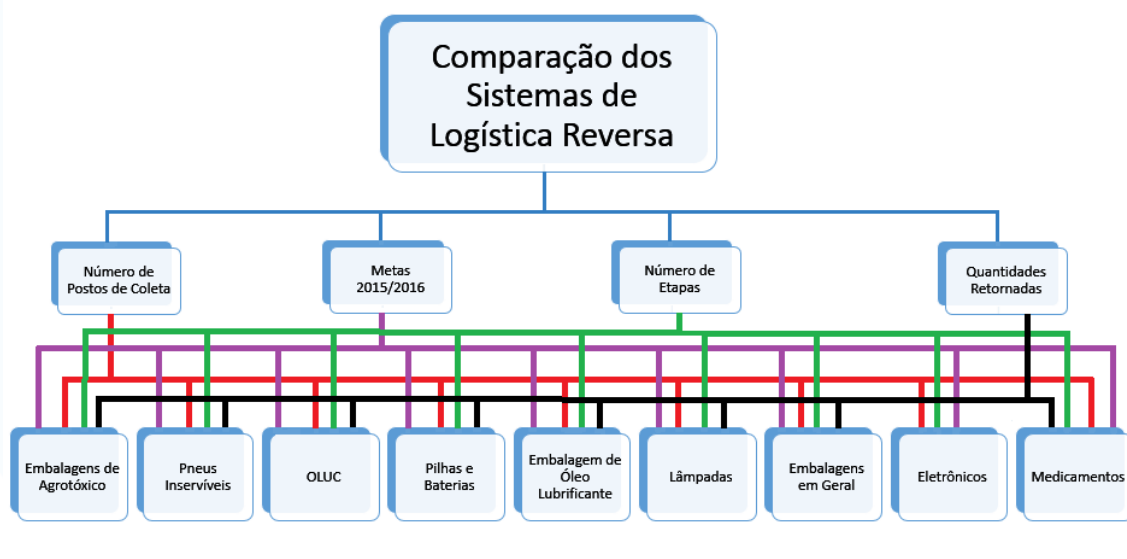 Comparação dos
Sistemas de
Logística Reversa
Número de
Postos de Coleta
Metas
2015/2016
Número de
Etapas
Quantidades
Retornadas
Embalagens de
Agrotóxico
Pneus
Inservíveis
OLUC
Pilhas e
Baterias
Embalagem de
Óleo
Lubrificante
Lâmpadas
Embalagens
em Geral
Eletrônicos
Medicamentos